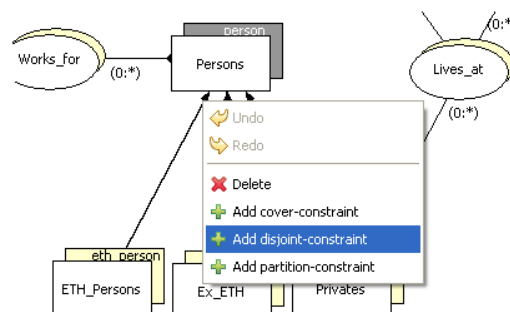 person
Works_for
(0:*)
Persons
(0:*)
Lives_at
(0:*)
Undo
Redo
Delete
Add cover-constraint
Add disjoint-constraint
Add partition-constraint
eth_person
ETH_Persons
Ex_ETH
Privates